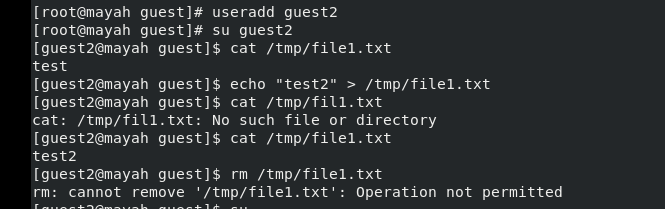 [root@mayah guest]# useradd guest2
[root@mayah guest]# su guest2
[guest2@mayah guest]$ cat /tmp/file1.txt
test
[guest2@mayah guest]$ echo "test2" > /tmp/file1.txt
[guest2@mayah guest]$ cat /tmp/fil1.txt
cat: /tmp/fil1.txt: No such file or directory
[guest2@mayah guest]$ cat /tmp/file1.txt
test2
[guest2@mayah guest]$ rm /tmp/file1.txt
rm: cannot remove '/tmp/file1.txt': Operation not permitted
[guest2@mayah guest]$ su